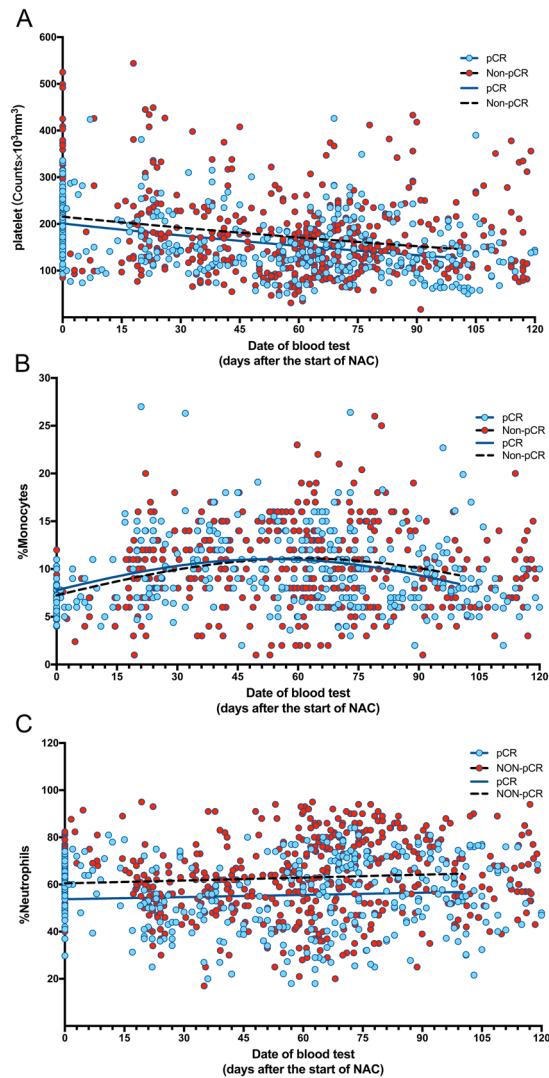 A
600
500
400
300
200
100
platelet (Counts×10³mm³)
pCR
Non-pCR
pCR
Non-pCR
0 15 30 45 60 75 90 105 120
Date of blood test
(days after the start of NAC)
B
30
25
20
15
10
5
0
%Monocytes
pCR
Non-pCR
pCR
Non-pCR
0 15 30 45 60 75 90 105 120
Date of blood test
(days after the start of NAC)
C
120
100
80
60
40
20
%Neutrophils
pCR
NON-pCR
pCR
NON-pCR
0 15 30 45 60 75 90 105 120
Date of blood test
(days after the start of NAC)